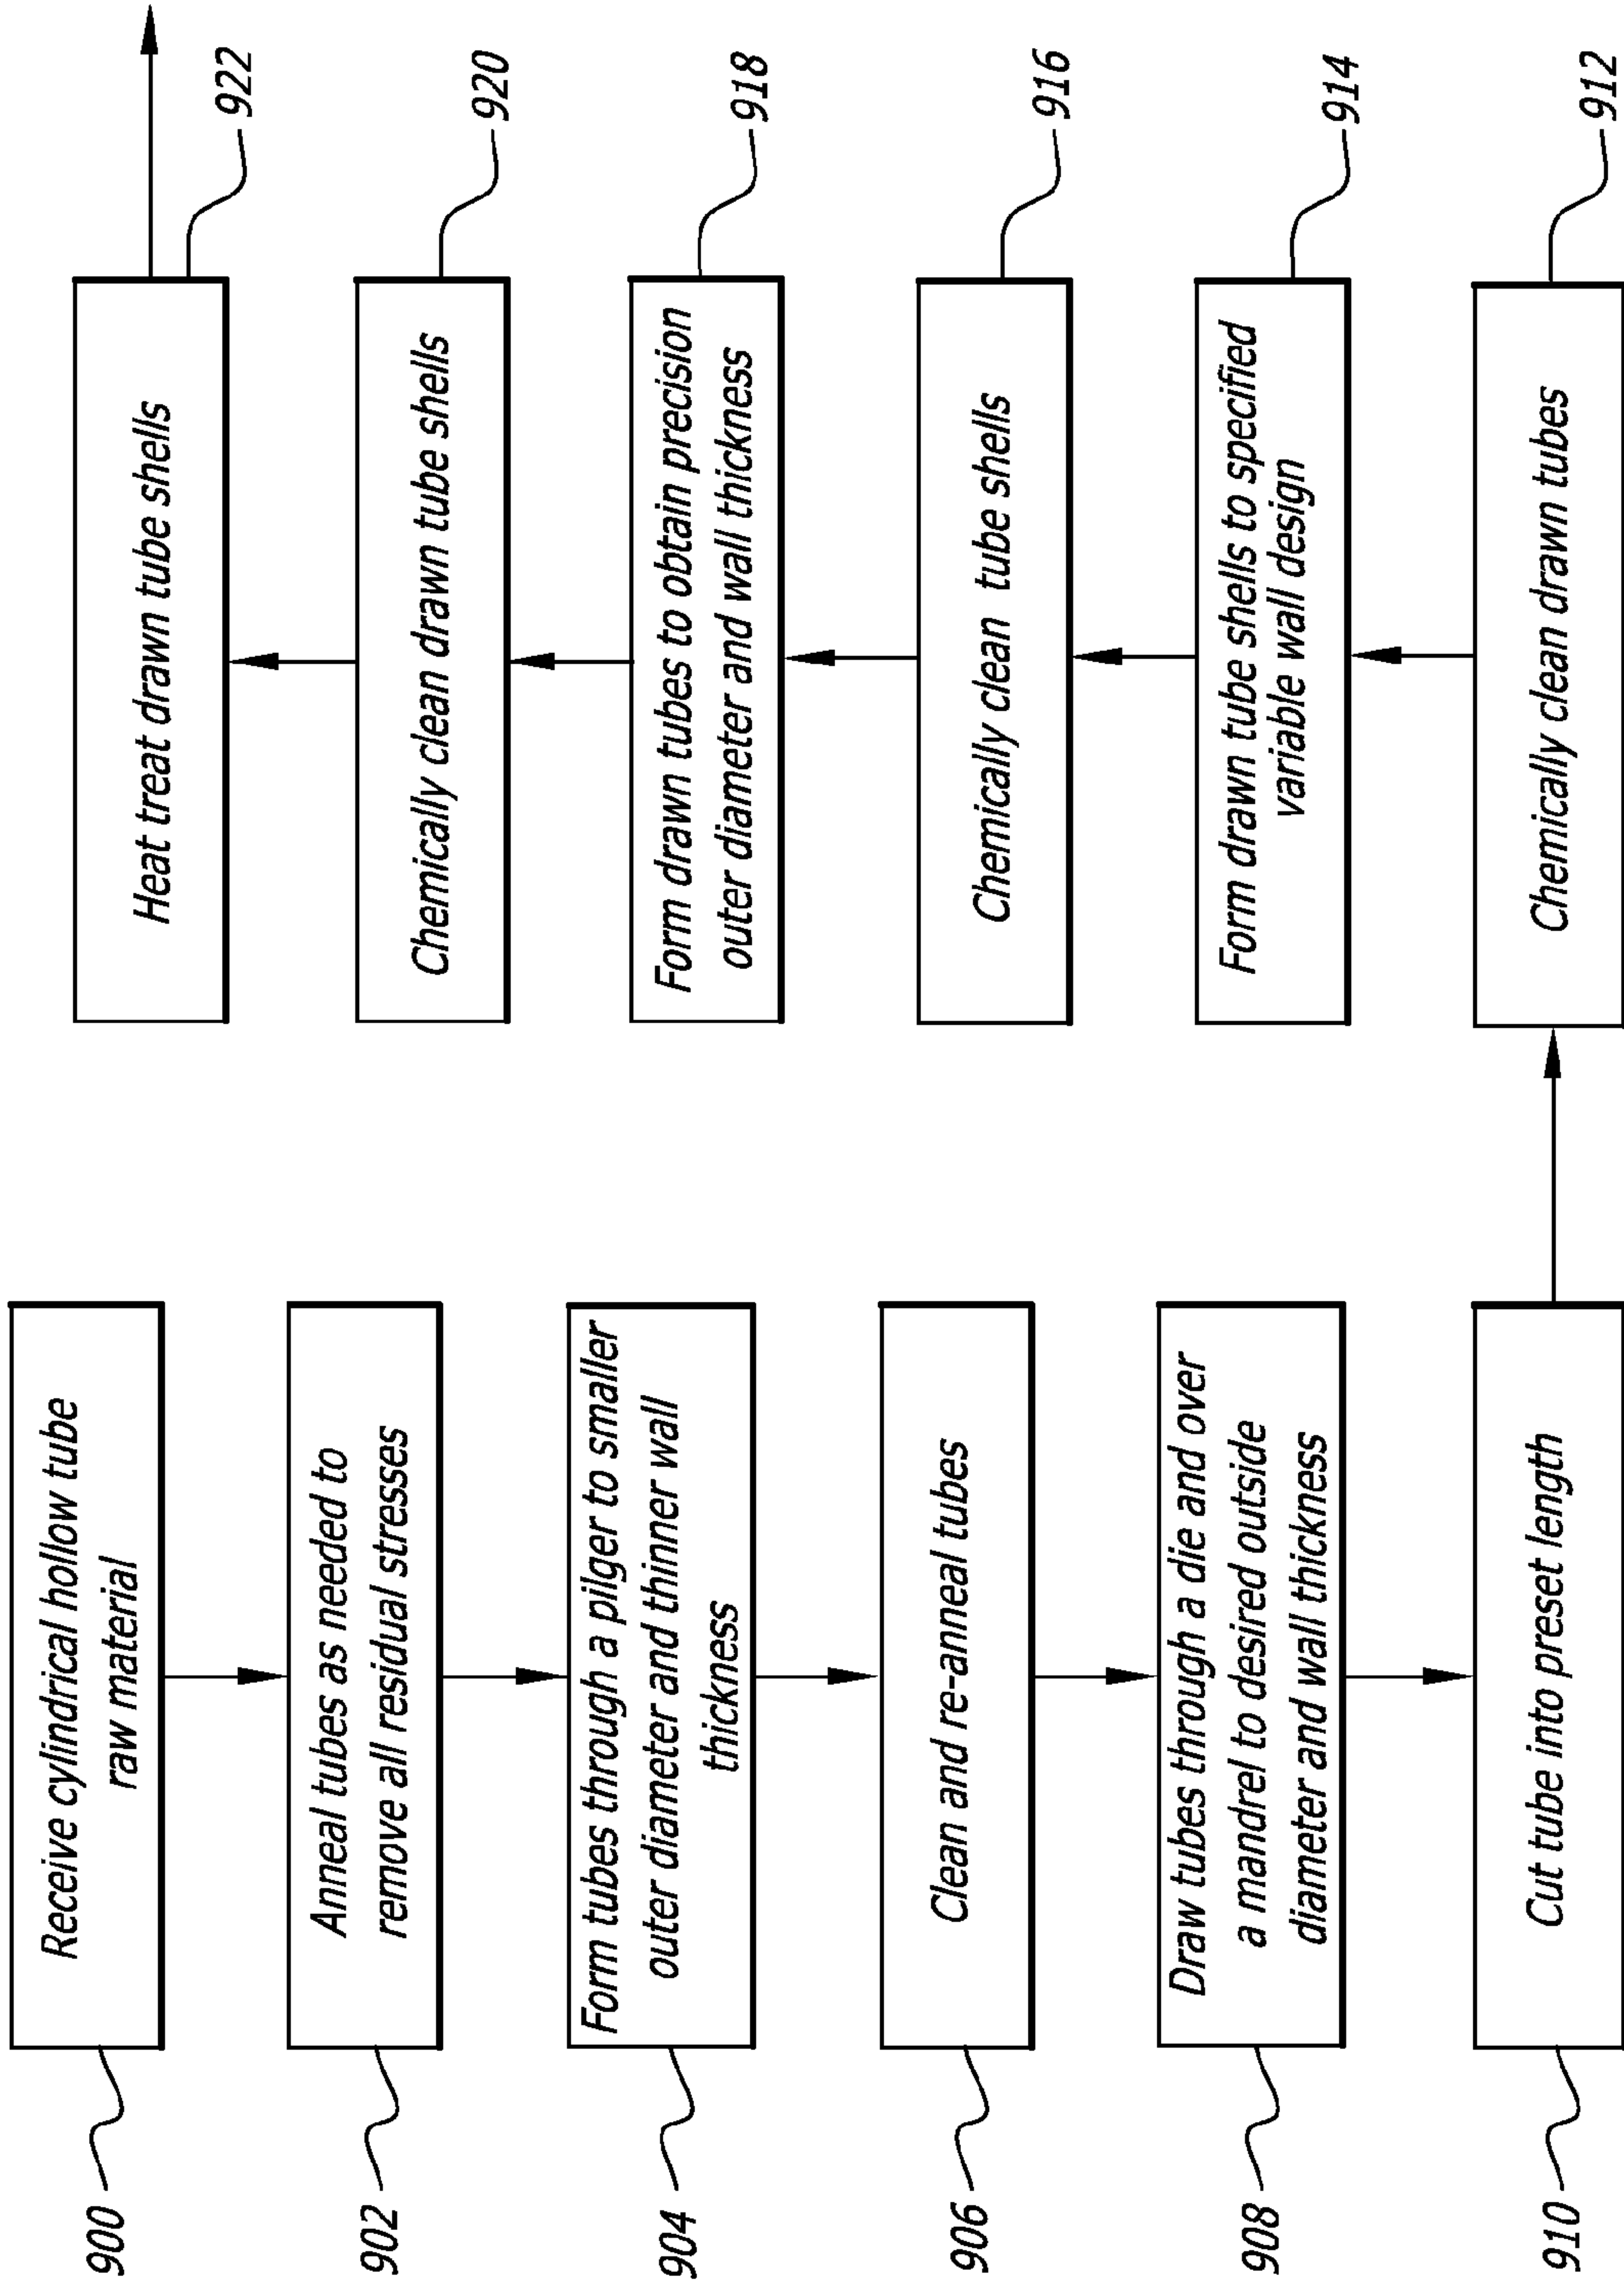 900
Receive cylindrical hollow tube
raw material
902
Anneal tubes as needed to
remove all residual stresses
904
Form tubes through a pilger to smaller
outer diameter and thinner wall
thickness
906
Clean and re-anneal tubes
908
Draw tubes through a die and over
a mandrel to desired outside
diameter and wall thickness
910
Cut tube into preset length
Chemically clean drawn tubes
912
Form drawn tube shells to specified
variable wall design
914
Chemically clean tube shells
916
Form drawn tubes to obtain precision
outer diameter and wall thickness
918
Chemically clean drawn tube shells
920
Heat treat drawn tube shells
922